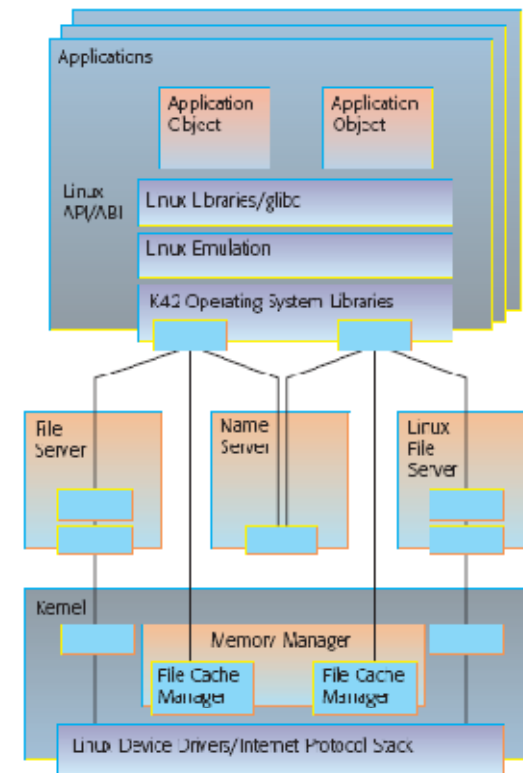 Applications
Application
Object
Application
Object
Linux
API/ABI
Linux Libraries/glibc
Linux Emulation
K42 Operating System Libraries
File
Server
Name
Server
Linux
File
Server
Kernel
Memory Manager
File Cache
Manager
File Cache
Manager
Linux Device Drivers/Internet Protocol Stack